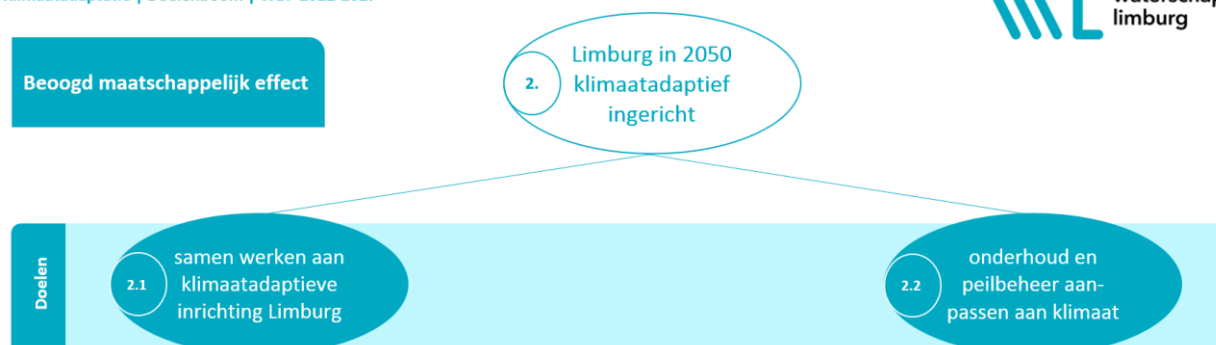 limburg
Beoogd maatschappelijk effect
2.
Limburg in 2050
klimaatadaptief
ingericht
Doelen
2.1
samen werken aan
klimaatadaptieve
inrichting Limburg
2.2
onderhoud en
peilbeheer aan-
passen aan klimaat